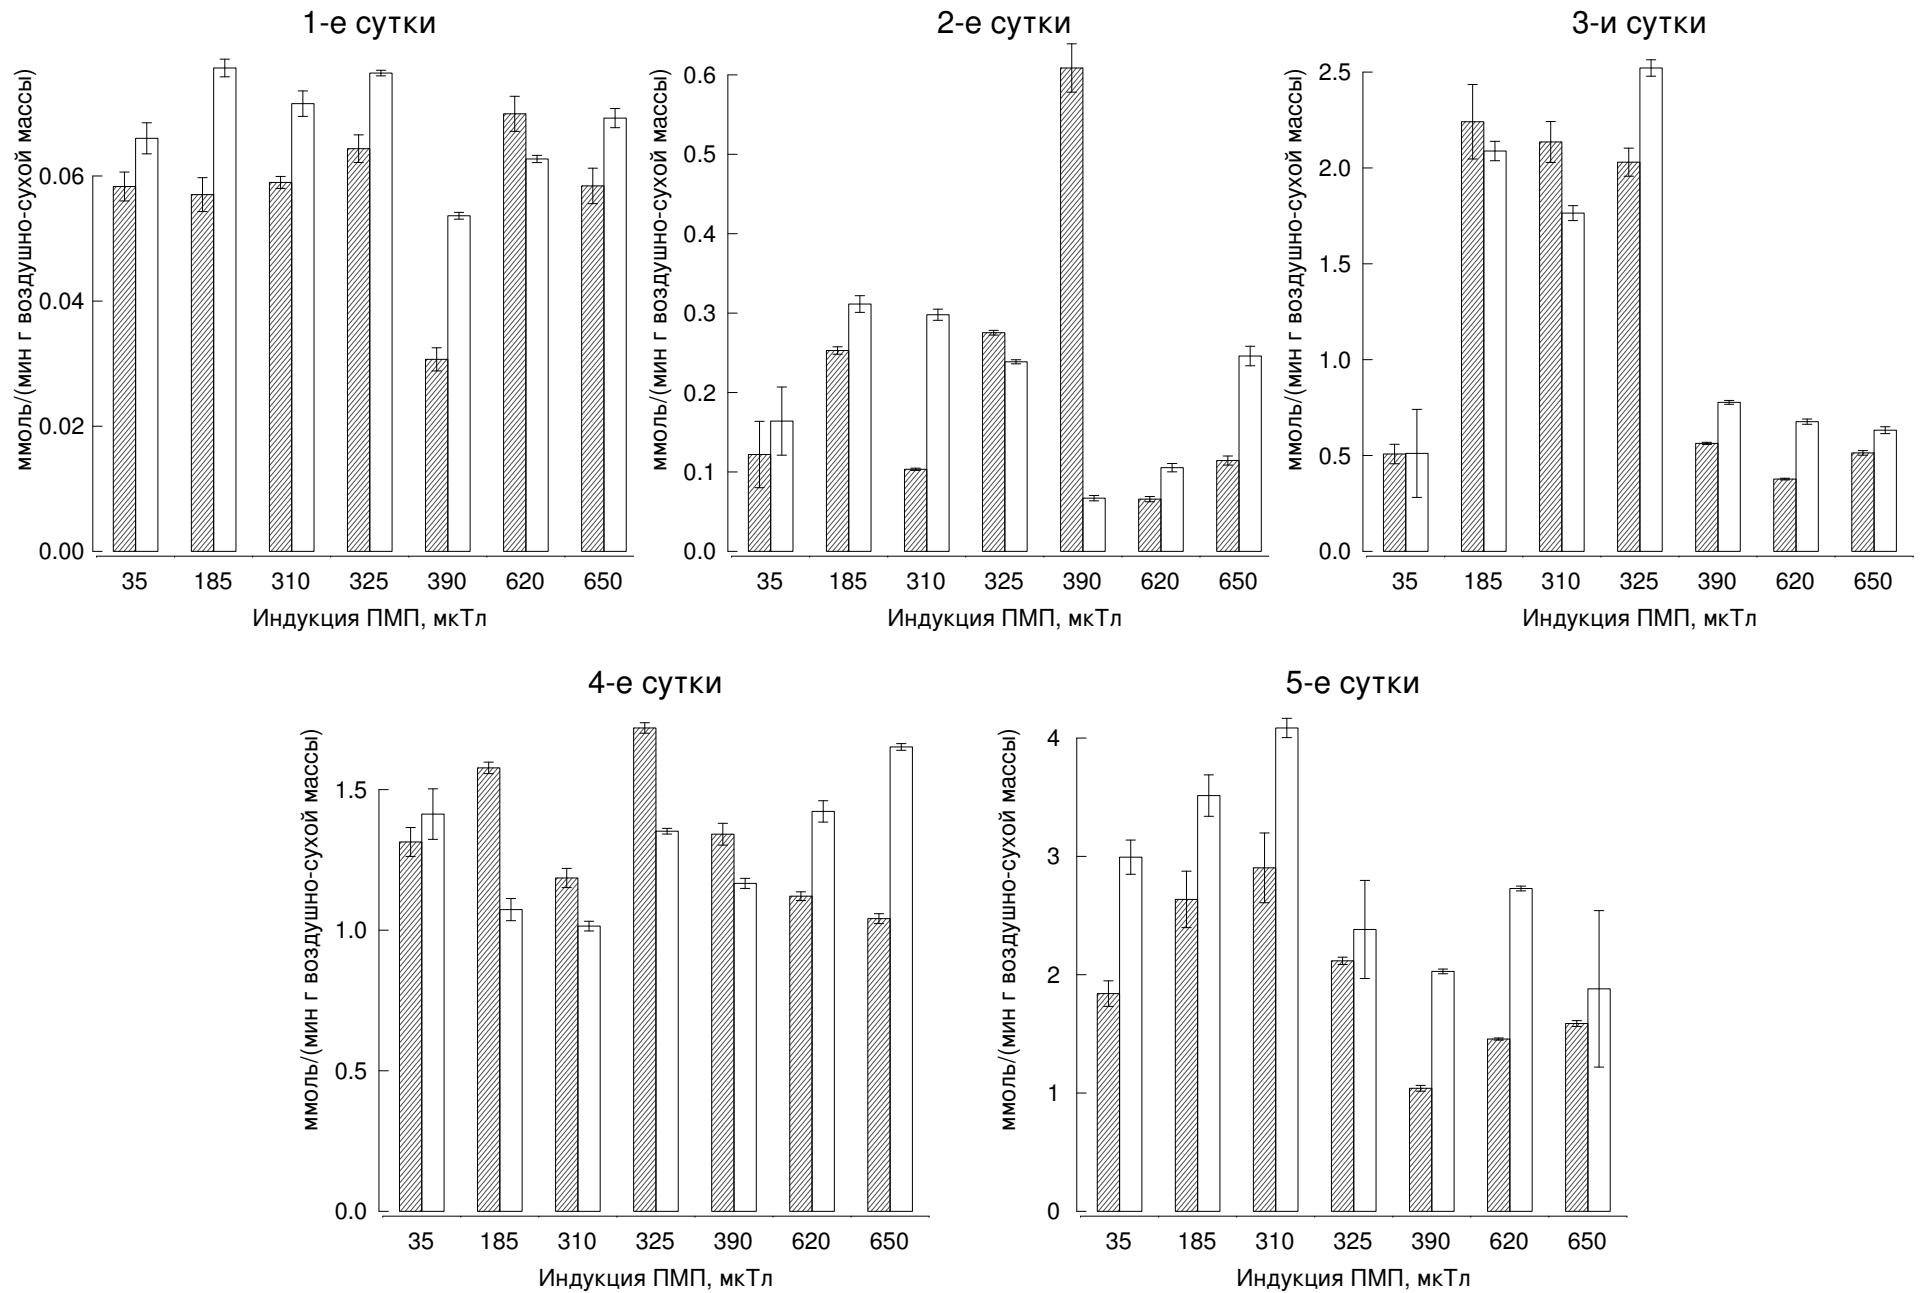 1-е сутки
ммоль/(мин г воздушно-сухой массы)
0.06
0.04
0.02
0.00
35 185 310 325 390 620 650
Индукция ПМП, мкТл
2-е сутки
ммоль/(мин г воздушно-сухой массы)
0.6
0.5
0.4
0.3
0.2
0.1
0.0
35 185 310 325 390 620 650
Индукция ПМП, мкТл
3-и сутки
ммоль/(мин г воздушно-сухой массы)
2.5
2.0
1.5
1.0
0.5
0.0
35 185 310 325 390 620 650
Индукция ПМП, мкТл
4-е сутки
ммоль/(мин г воздушно-сухой массы)
1.5
1.0
0.5
0.0
35 185 310 325 390 620 650
Индукция ПМП, мкТл
5-е сутки
ммоль/(мин г воздушно-сухой массы)
4
3
2
1
0
35 185 310 325 390 620 650
Индукция ПМП, мкТл